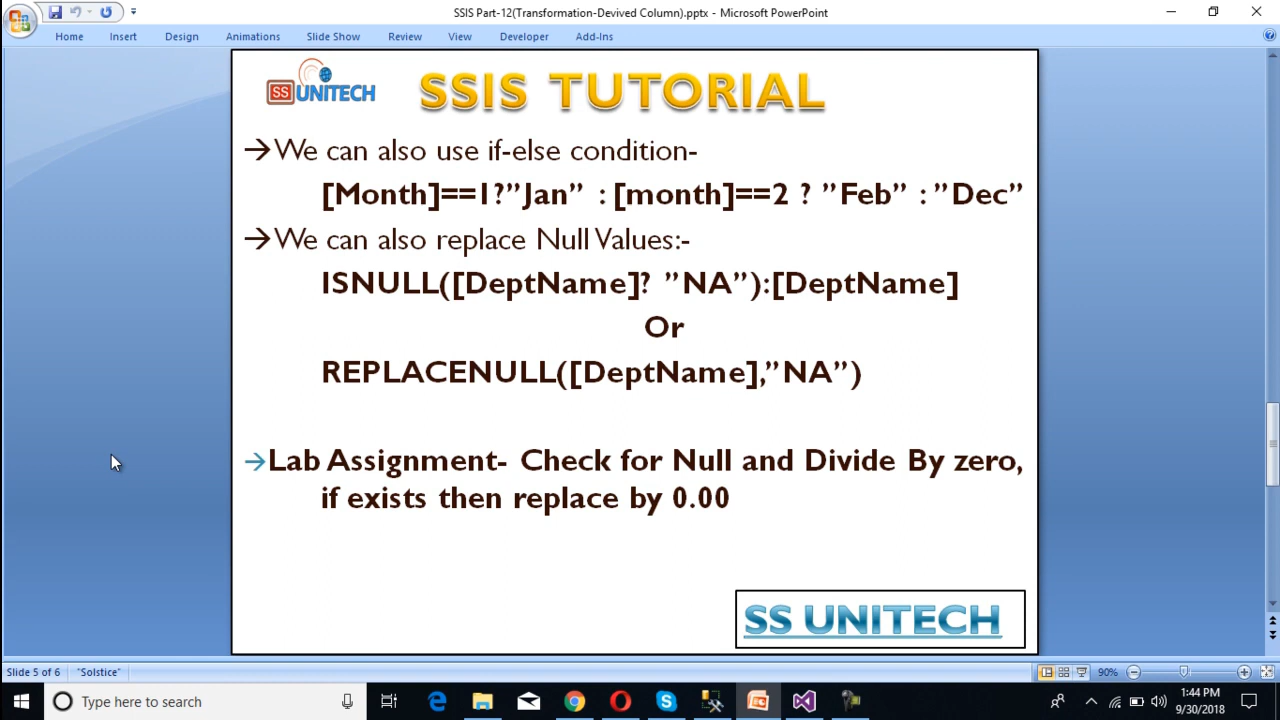 SSIS Part-12(Transformation-Devived Column).pptx - Microsoft PowerPoint
Home Insert Design Animations Slide Show Review View Developer Add-Ins
SS UNITECH
SSIS TUTORIAL
→We can also use if-else condition-
[Month]==1?”Jan” : [month]==2 ? ”Feb” : ”Dec”
→We can also replace Null Values:-
ISNULL([DeptName]? ”NA”):[DeptName]
Or
REPLACENULL([DeptName],”NA”)
→Lab Assignment- Check for Null and Divide By zero,
if exists then replace by 0.00
SS UNITECH
Slide 5 of 6 "Solstice" 90%
Type here to search
1:44 PM
9/30/2018